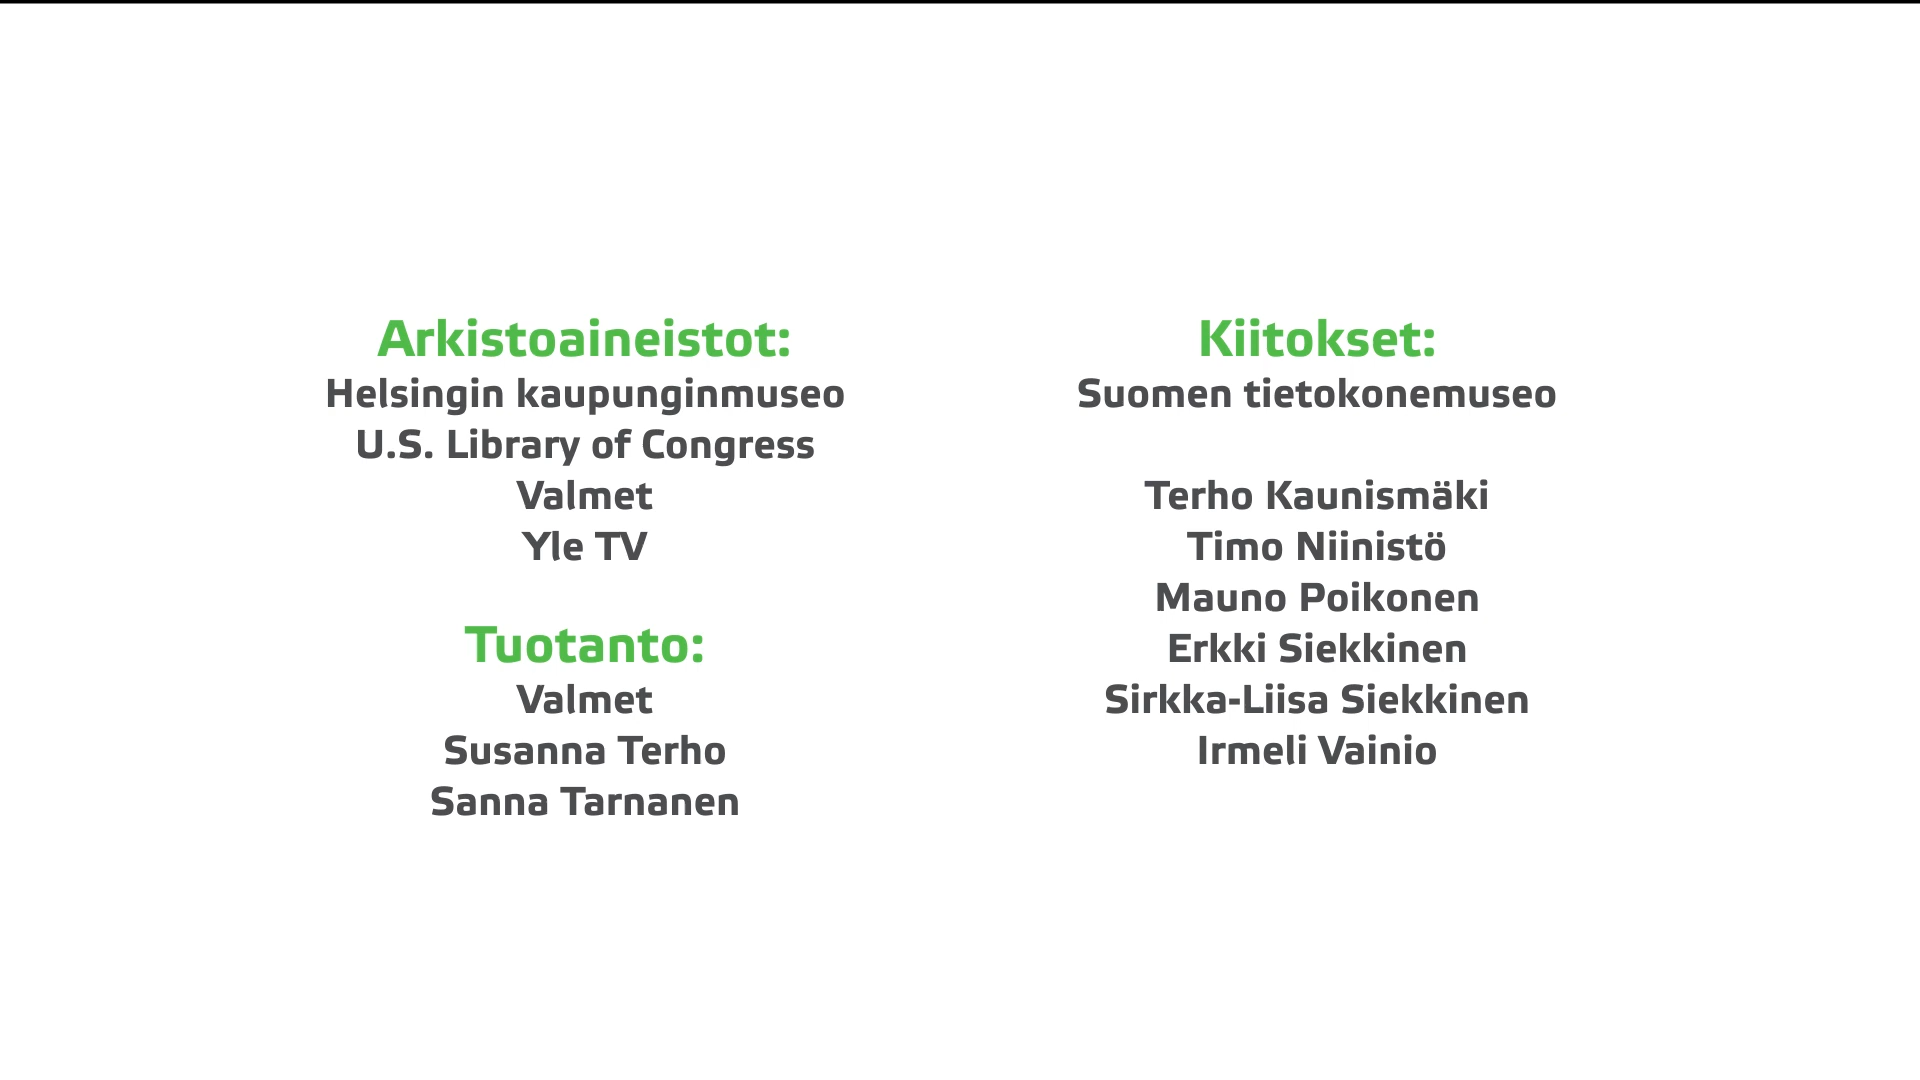 Arkistoaineistot:
Helsingin kaupunginmuseo
U.S. Library of Congress
Valmet
Yle TV
Tuotanto:
Valmet
Susanna Terho
Sanna Tarnanen
Kiitokset:
Suomen tietokonemuseo
Terho Kaunismäki
Timo Niinistö
Mauno Poikonen
Erkki Siekkinen
Sirkka-Liisa Siekkinen
Irmeli Vainio